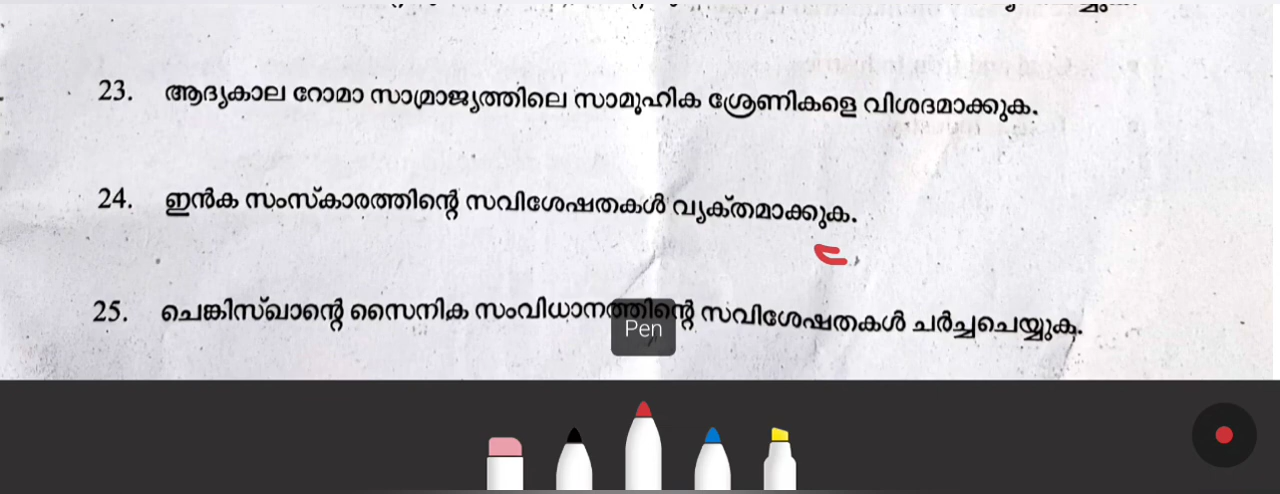 23. ആദ്യകാല റോമാ സാമ്രാജ്യത്തിലെ സാമൂഹിക ശ്രേണികളെ വിശദമാക്കുക.
24. ഇൻക സംസ്കാരത്തിന്റെ സവിശേഷതകൾ വ്യക്തമാക്കുക.
25. ചെങ്കിസ്ഖാന്റെ സൈനിക സംവിധാനത്തിന്റെ സവിശേഷതകൾ ചർച്ചചെയ്യുക.
Pen